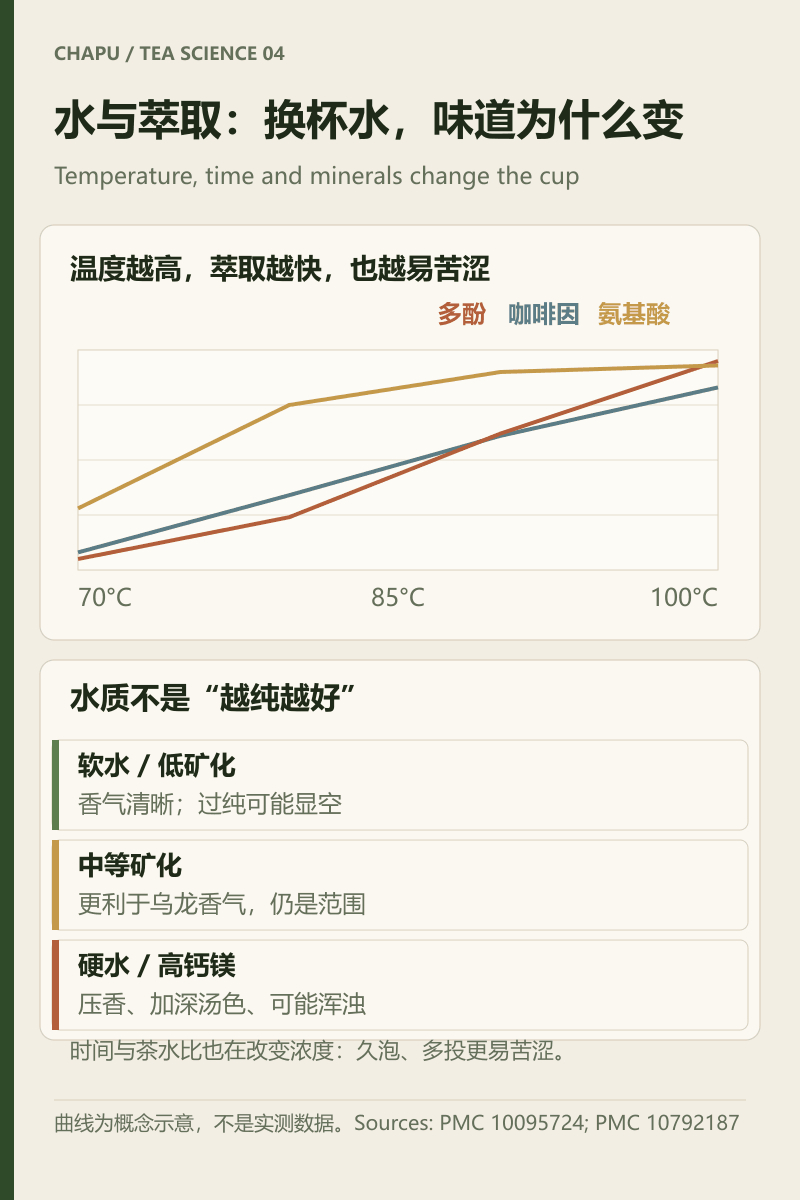 CHAPU / TEA SCIENCE 04
水与萃取：换杯水，味道为什么变
Temperature, time and minerals change the cup
温度越高，萃取越快，也越易苦涩
多酚 咖啡因 氨基酸
70°C 85°C 100°C
水质不是“越纯越好”
软水 / 低矿化
香气清晰；过纯可能显空
中等矿化
更利于乌龙香气，仍是范围
硬水 / 高钙镁
压香、加深汤色、可能浑浊
时间与茶水比也在改变浓度：久泡、多投更易苦涩。
曲线为概念示意，不是实测数据。Sources: PMC 10095724; PMC 10792187